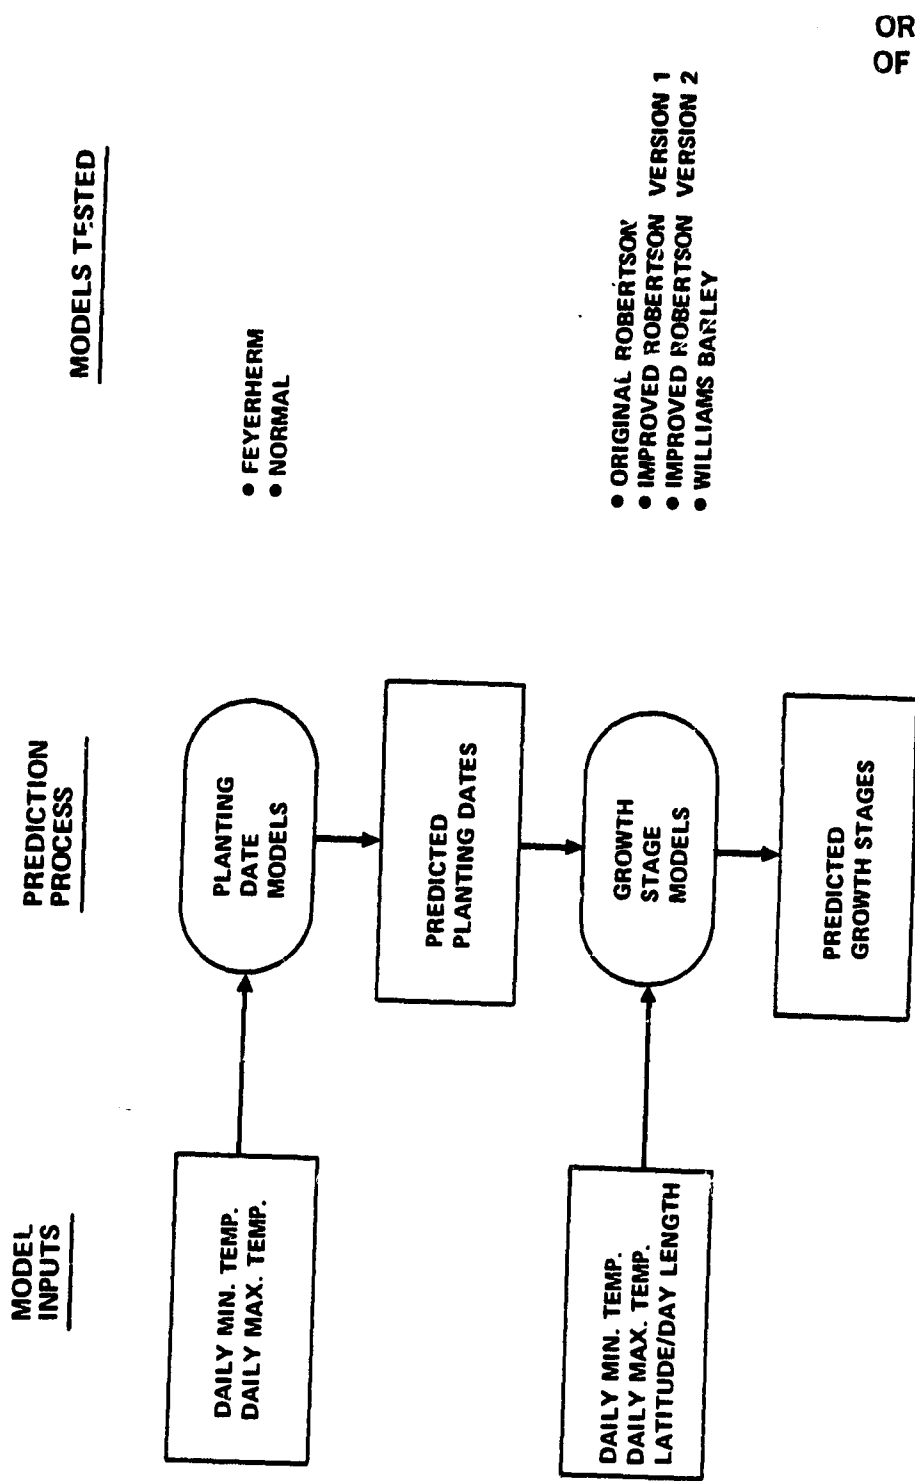 OR
OF
MODEL
INPUTS
PREDICTION
PROCESS
MODELS TESTED
DAILY MIN. TEMP.
DAILY MAX. TEMP.
PLANTING
DATE
MODELS
• FEYERHERM
• NORMAL
PREDICTED
PLANTING DATES
DAILY MIN. TEMP.
DAILY MAX. TEMP.
LATITUDE/DAY LENGTH
GROWTH
STAGE
MODELS
• ORIGINAL ROBERTSON
• IMPROVED ROBERTSON VERSION 1
• IMPROVED ROBERTSON VERSION 2
• WILLIAMS BARLEY
PREDICTED
GROWTH STAGES